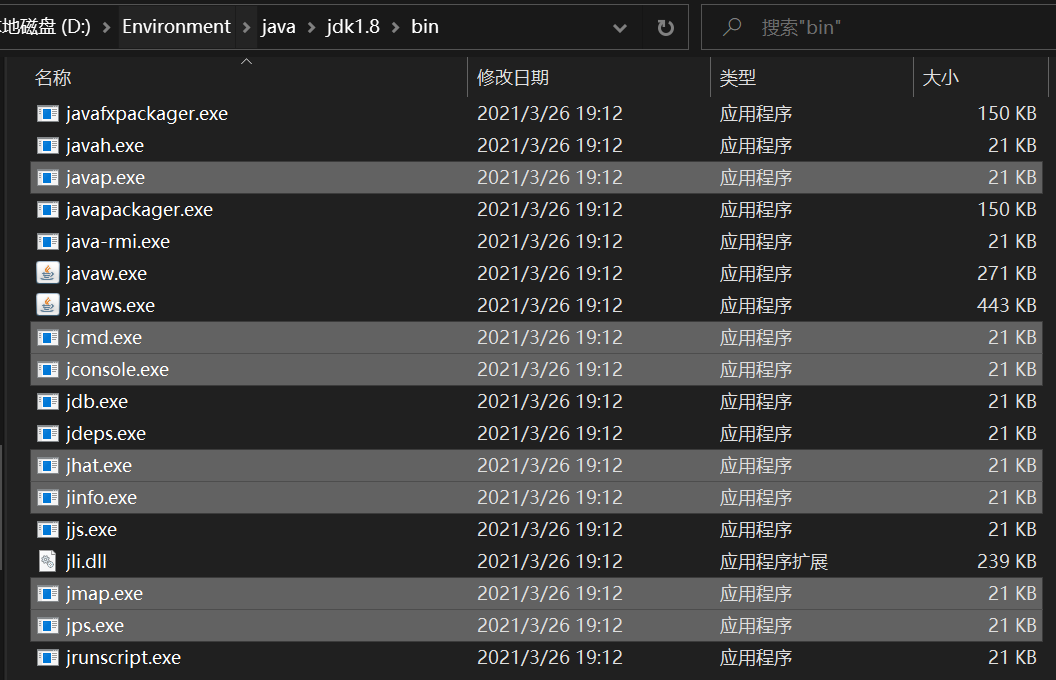 本地磁盘 (D:) > Environment > java > jdk1.8 > bin 搜索"bin"
名称 修改日期 类型 大小
javafxpackager.exe 2021/3/26 19:12 应用程序 150 KB
javah.exe 2021/3/26 19:12 应用程序 21 KB
javap.exe 2021/3/26 19:12 应用程序 21 KB
javapackager.exe 2021/3/26 19:12 应用程序 150 KB
java-rmi.exe 2021/3/26 19:12 应用程序 21 KB
javaw.exe 2021/3/26 19:12 应用程序 271 KB
javaws.exe 2021/3/26 19:12 应用程序 443 KB
jcmd.exe 2021/3/26 19:12 应用程序 21 KB
jconsole.exe 2021/3/26 19:12 应用程序 21 KB
jdb.exe 2021/3/26 19:12 应用程序 21 KB
jdeps.exe 2021/3/26 19:12 应用程序 21 KB
jhat.exe 2021/3/26 19:12 应用程序 21 KB
jinfo.exe 2021/3/26 19:12 应用程序 21 KB
jjs.exe 2021/3/26 19:12 应用程序 21 KB
jli.dll 2021/3/26 19:12 应用程序扩展 239 KB
jmap.exe 2021/3/26 19:12 应用程序 21 KB
jps.exe 2021/3/26 19:12 应用程序 21 KB
jrunscript.exe 2021/3/26 19:12 应用程序 21 KB